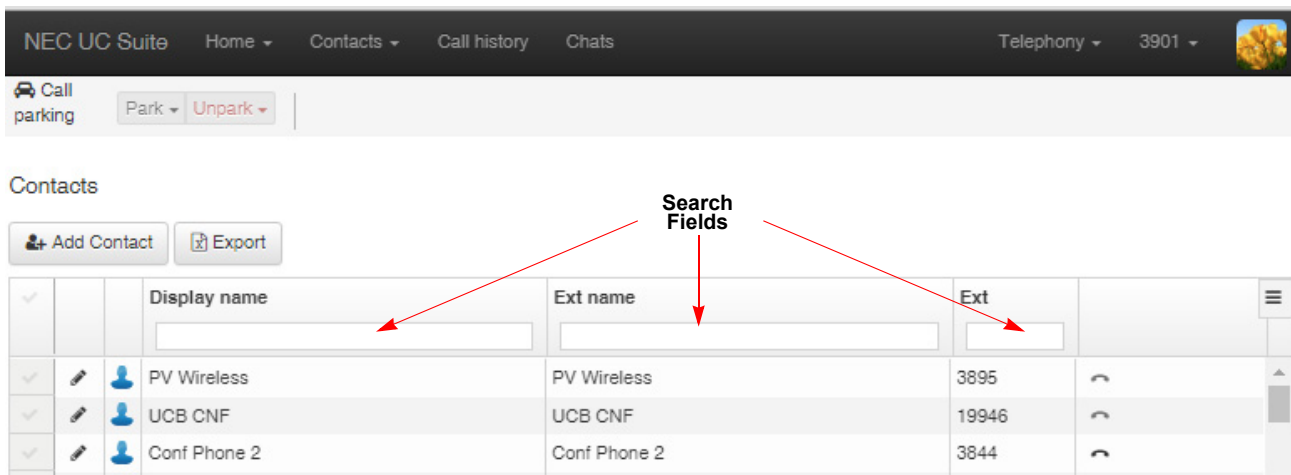 NEC UC Suite Home Contacts Call history Chats Telephony 3901
Call
parking Park Unpark
Contacts
Search
Fields
Add Contact Export
Display name Ext name Ext
PV Wireless PV Wireless 3895
UCB CNF UCB CNF 19946
Conf Phone 2 Conf Phone 2 3844